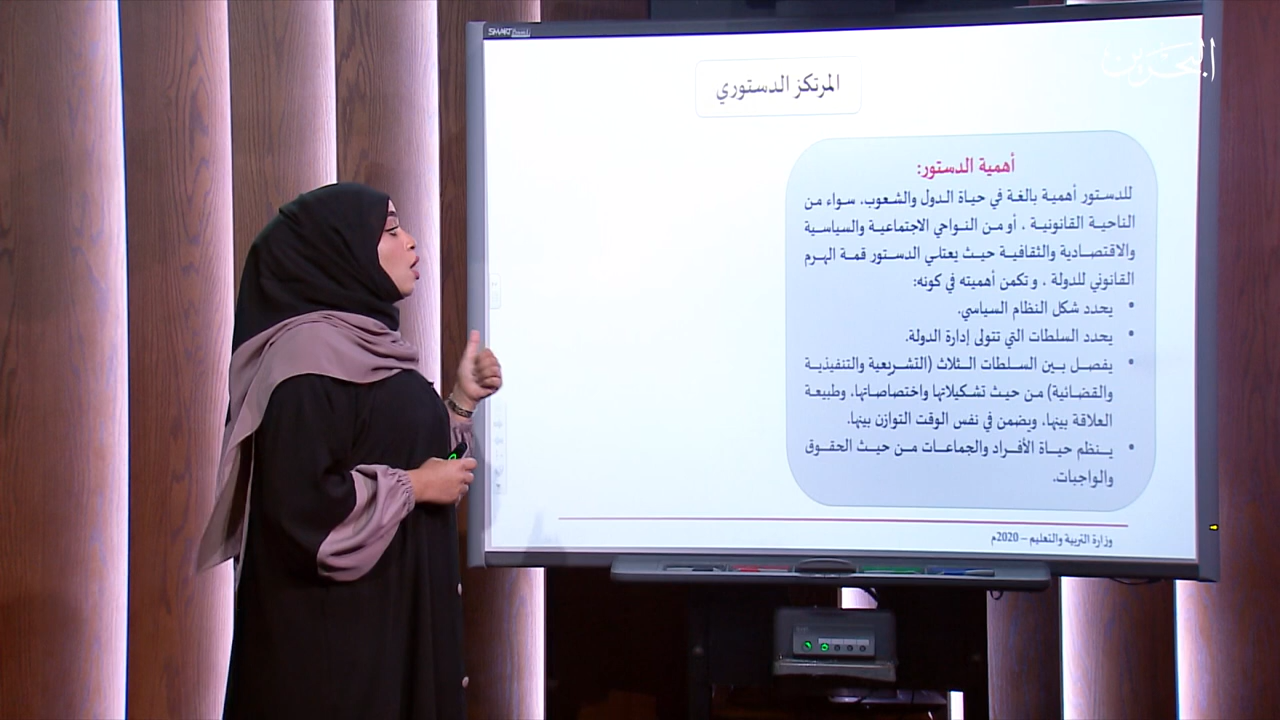 SMART Board
البحرين
المرتكز الدستوري
أهمية الدستور:
للدستور أهمية بالغة في حياة الدول والشعوب، سواء من
الناحية القانونية ، أو من النواحي الاجتماعية والسياسية
والاقتصادية والثقافية حيث يعتلي الدستور قمة الهرم
القانوني للدولة ، و تكمن أهميته في كونه:
• يحدد شكل النظام السياسي.
• يحدد السلطات التي تتولى إدارة الدولة.
• يفصل بين السلطات الثلاث (التشريعية والتنفيذية
والقضائية) من حيث تشكيلاتها واختصاصاتها، وطبيعة
العلاقة بينها، ويضمن في نفس الوقت التوازن بينها.
• ينظم حياة الأفراد والجماعات من حيث الحقوق
والواجبات.
وزارة التربية والتعليم – 2020م